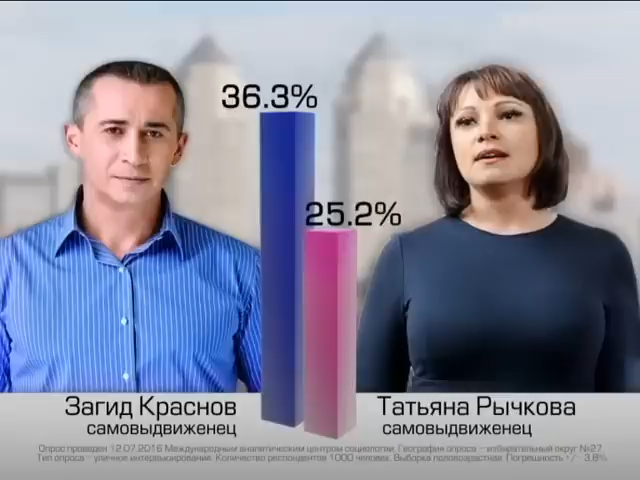 36.3%
25.2%
Загид Краснов
самовыдвиженец
Татьяна Рычкова
самовыдвиженец
Опрос проведен 12.07.2016 Международным аналитическим центром социологии. География опроса - избирательный округ №27.
Тип опроса - уличное интервьюирование. Количество респондентов 1000 человек. Выборка половозрастная. Погрешность +/- 3,8%